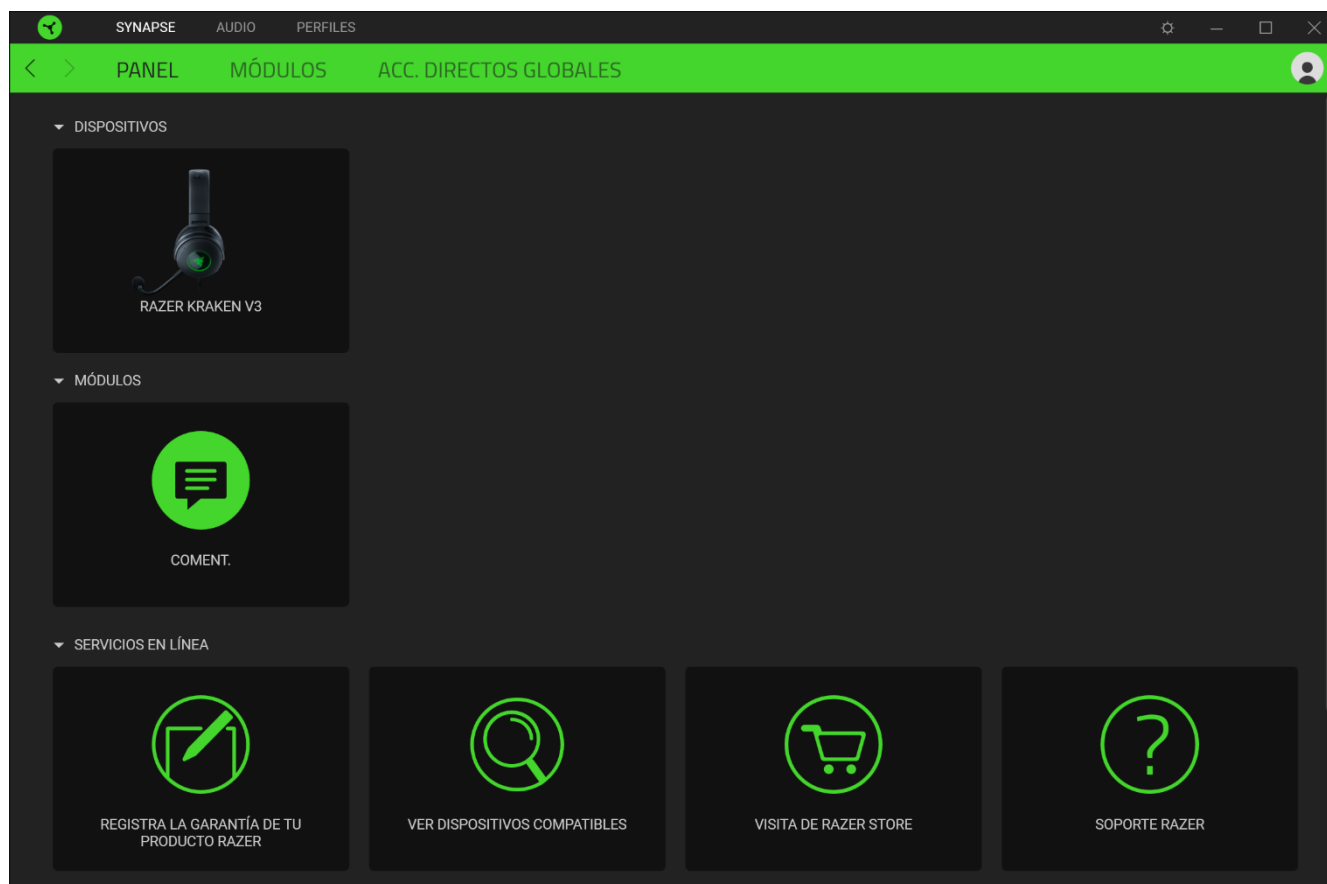 SYNAPSE AUDIO PERFILES
PANEL MÓDULOS ACC. DIRECTOS GLOBALES
DISPOSITIVOS
RAZER KRAKEN V3
MÓDULOS
COMENT.
SERVICIOS EN LÍNEA
REGISTRA LA GARANTÍA DE TU
PRODUCTO RAZER
VER DISPOSITIVOS COMPATIBLES
VISITA DE RAZER STORE
SOPORTE RAZER